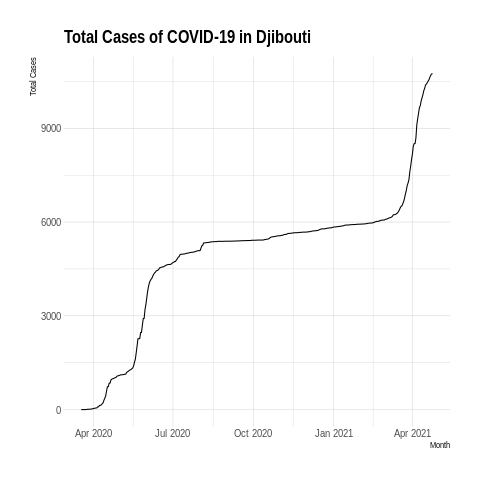 Total Cases of COVID-19 in Djibouti
Total Cases
9000
6000
3000
0
Apr 2020 Jul 2020 Oct 2020 Jan 2021 Apr 2021
Month